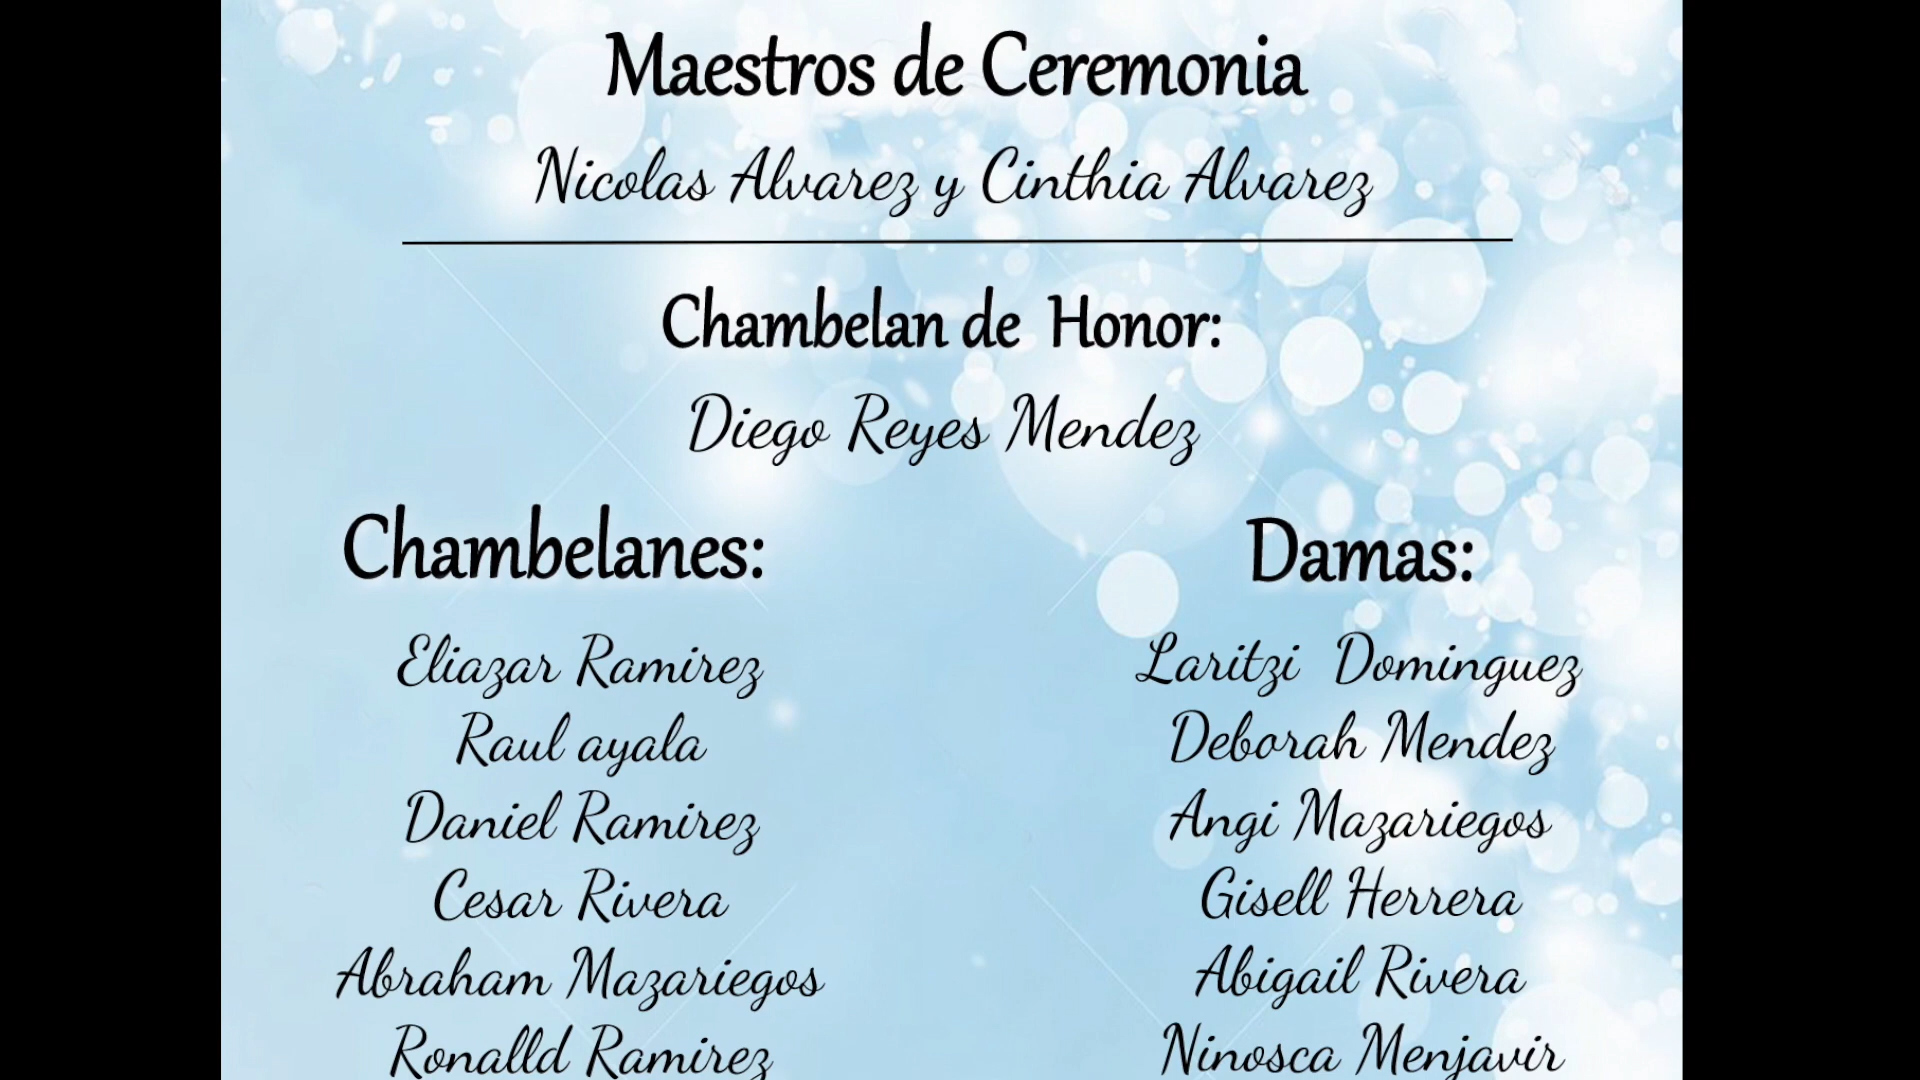 Maestros de Ceremonia
Nicolas Alvarez y Cinthia Alvarez
Chambelan de Honor:
Diego Reyes Mendez
Chambelanes:
Eliazar Ramirez
Raul ayala
Daniel Ramirez
Cesar Rivera
Abraham Mazariegos
Ronalld Ramirez
Damas:
Laritzi Dominguez
Deborah Mendez
Angi Mazariegos
Gisell Herrera
Abigail Rivera
Ninosca Menjavir